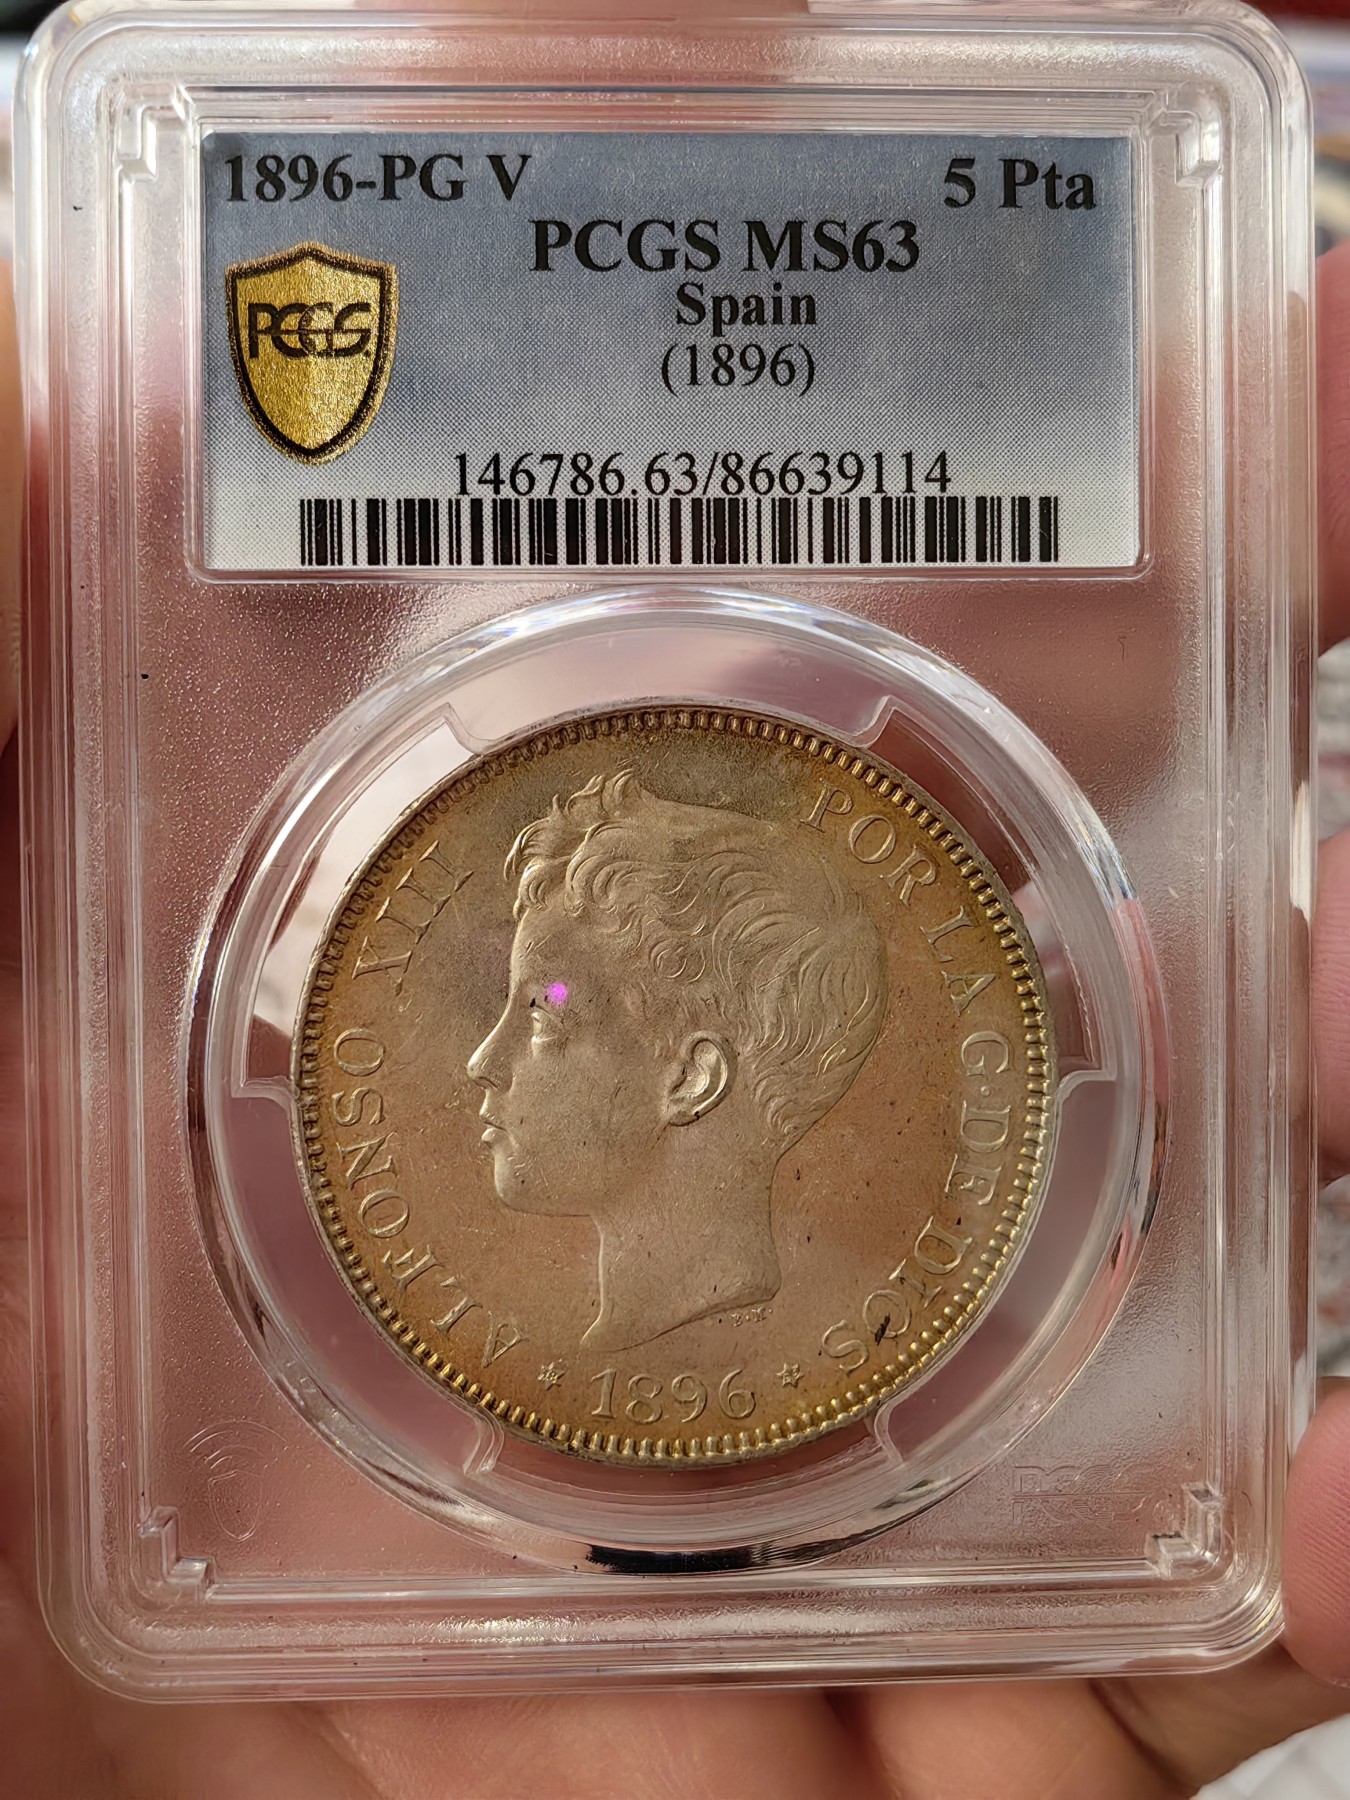 1896-PG V
5 Pta
PCGS MS63
Spain
(1896)
PCGS
146786.63/86639114
ALFONSO XIII POR LA G·DE DIOS
* 1896 *